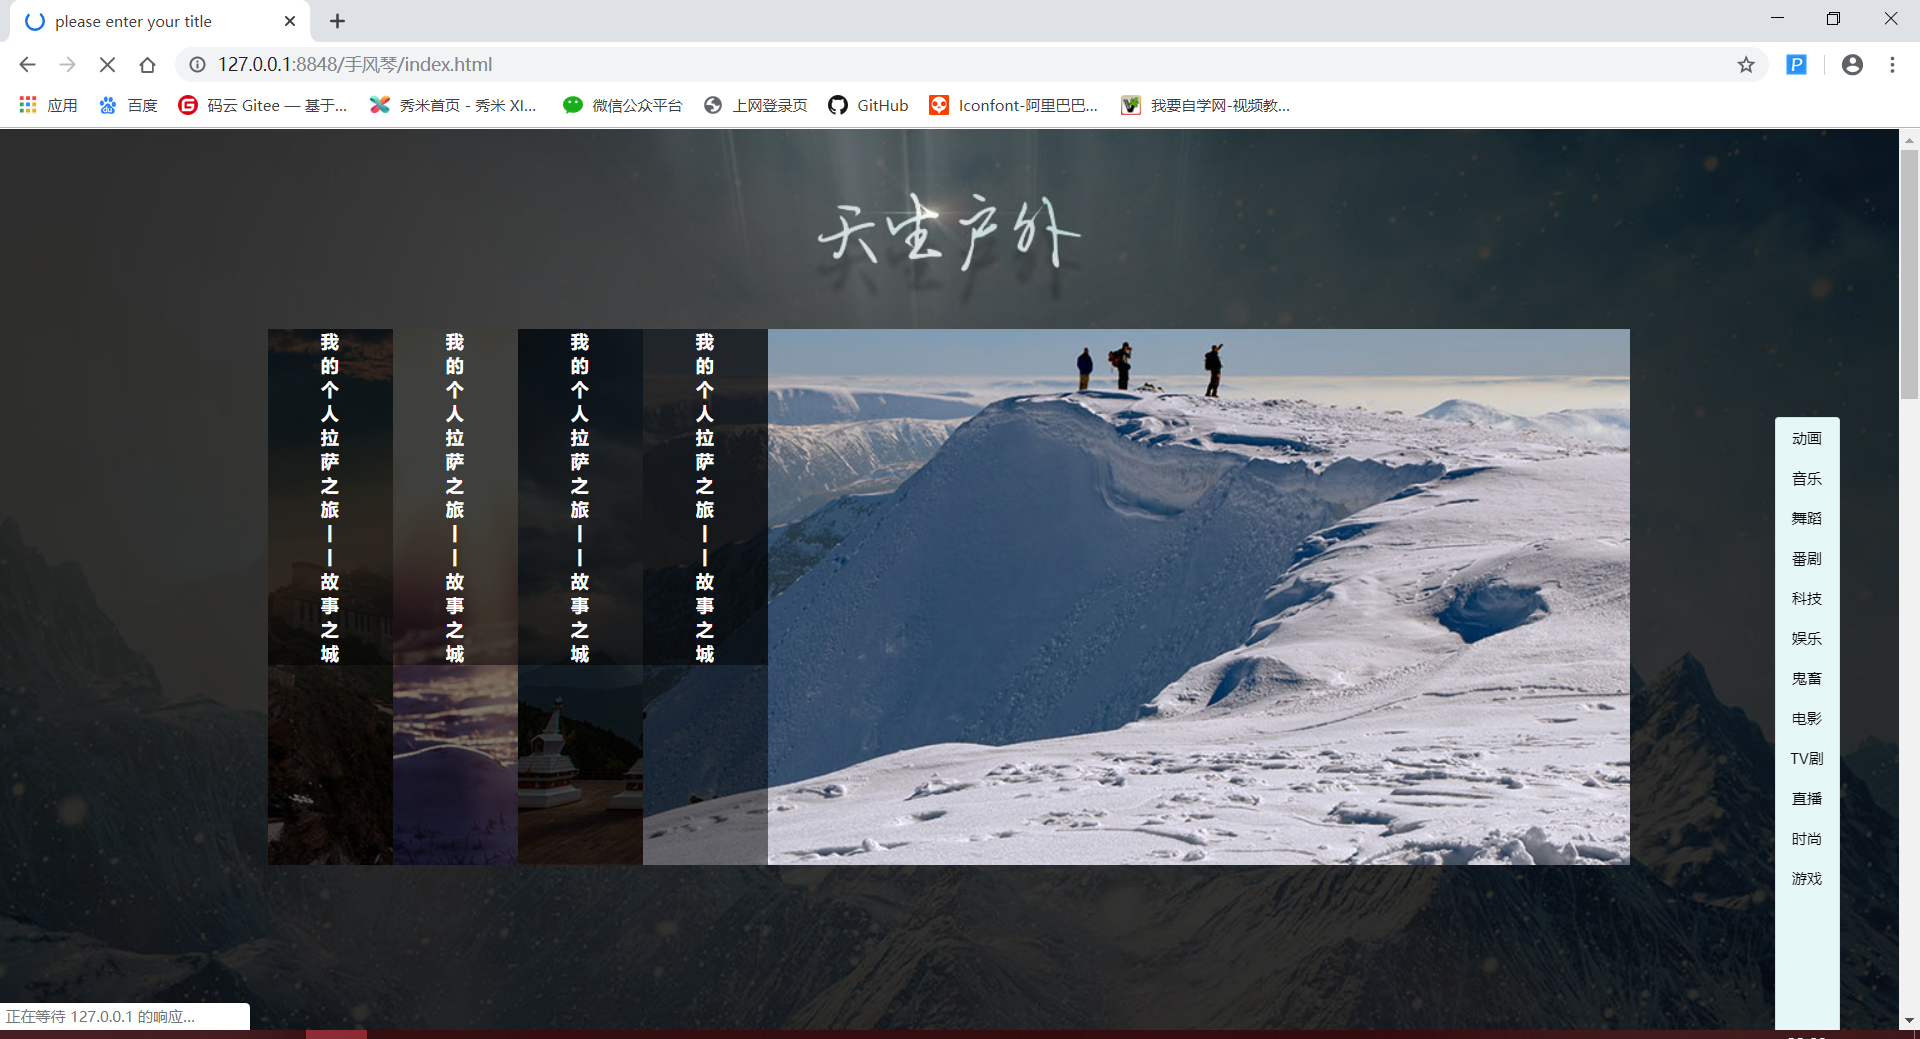 please enter your title
127.0.0.1:8848/手风琴/index.html
应用
百度
码云 Gitee — 基于...
秀米首页 - 秀米 XI...
微信公众平台
上网登录页
GitHub
Iconfont-阿里巴巴...
我要自学网-视频教...
天生户外
我的个人拉萨之旅——故事之城
我的个人拉萨之旅——故事之城
我的个人拉萨之旅——故事之城
我的个人拉萨之旅——故事之城
动画
音乐
舞蹈
番剧
科技
娱乐
鬼畜
电影
TV剧
直播
时尚
游戏
正在等待 127.0.0.1 的响应...